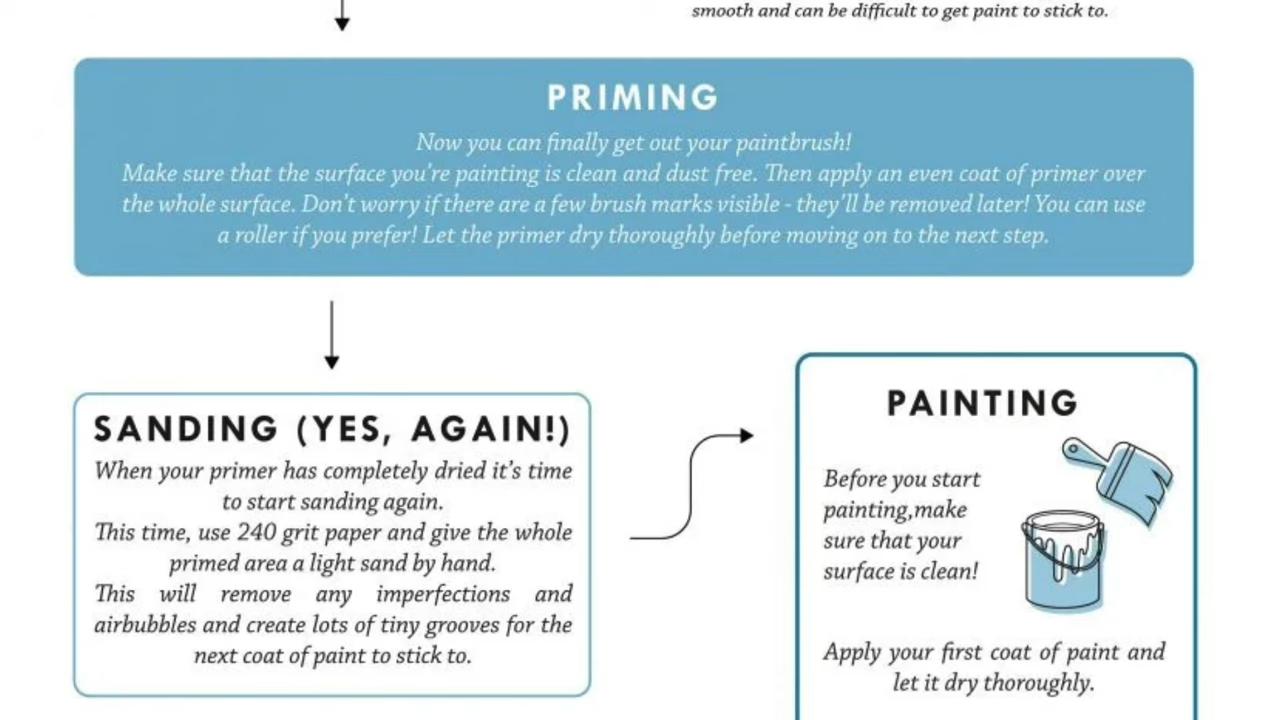 smooth and can be difficult to get paint to stick to.
PRIMING
Now you can finally get out your paintbrush!
Make sure that the surface you're painting is clean and dust free. Then apply an even coat of primer over
the whole surface. Don't worry if there are a few brush marks visible - they'll be removed later! You can use
a roller if you prefer! Let the primer dry thoroughly before moving on to the next step.
SANDING (YES, AGAIN!)
When your primer has completely dried it's time
to start sanding again.
This time, use 240 grit paper and give the whole
primed area a light sand by hand.
This will remove any imperfections and
airbubbles and create lots of tiny grooves for the
next coat of paint to stick to.
PAINTING
Before you start
painting,make
sure that your
surface is clean!
Apply your first coat of paint and
let it dry thoroughly.